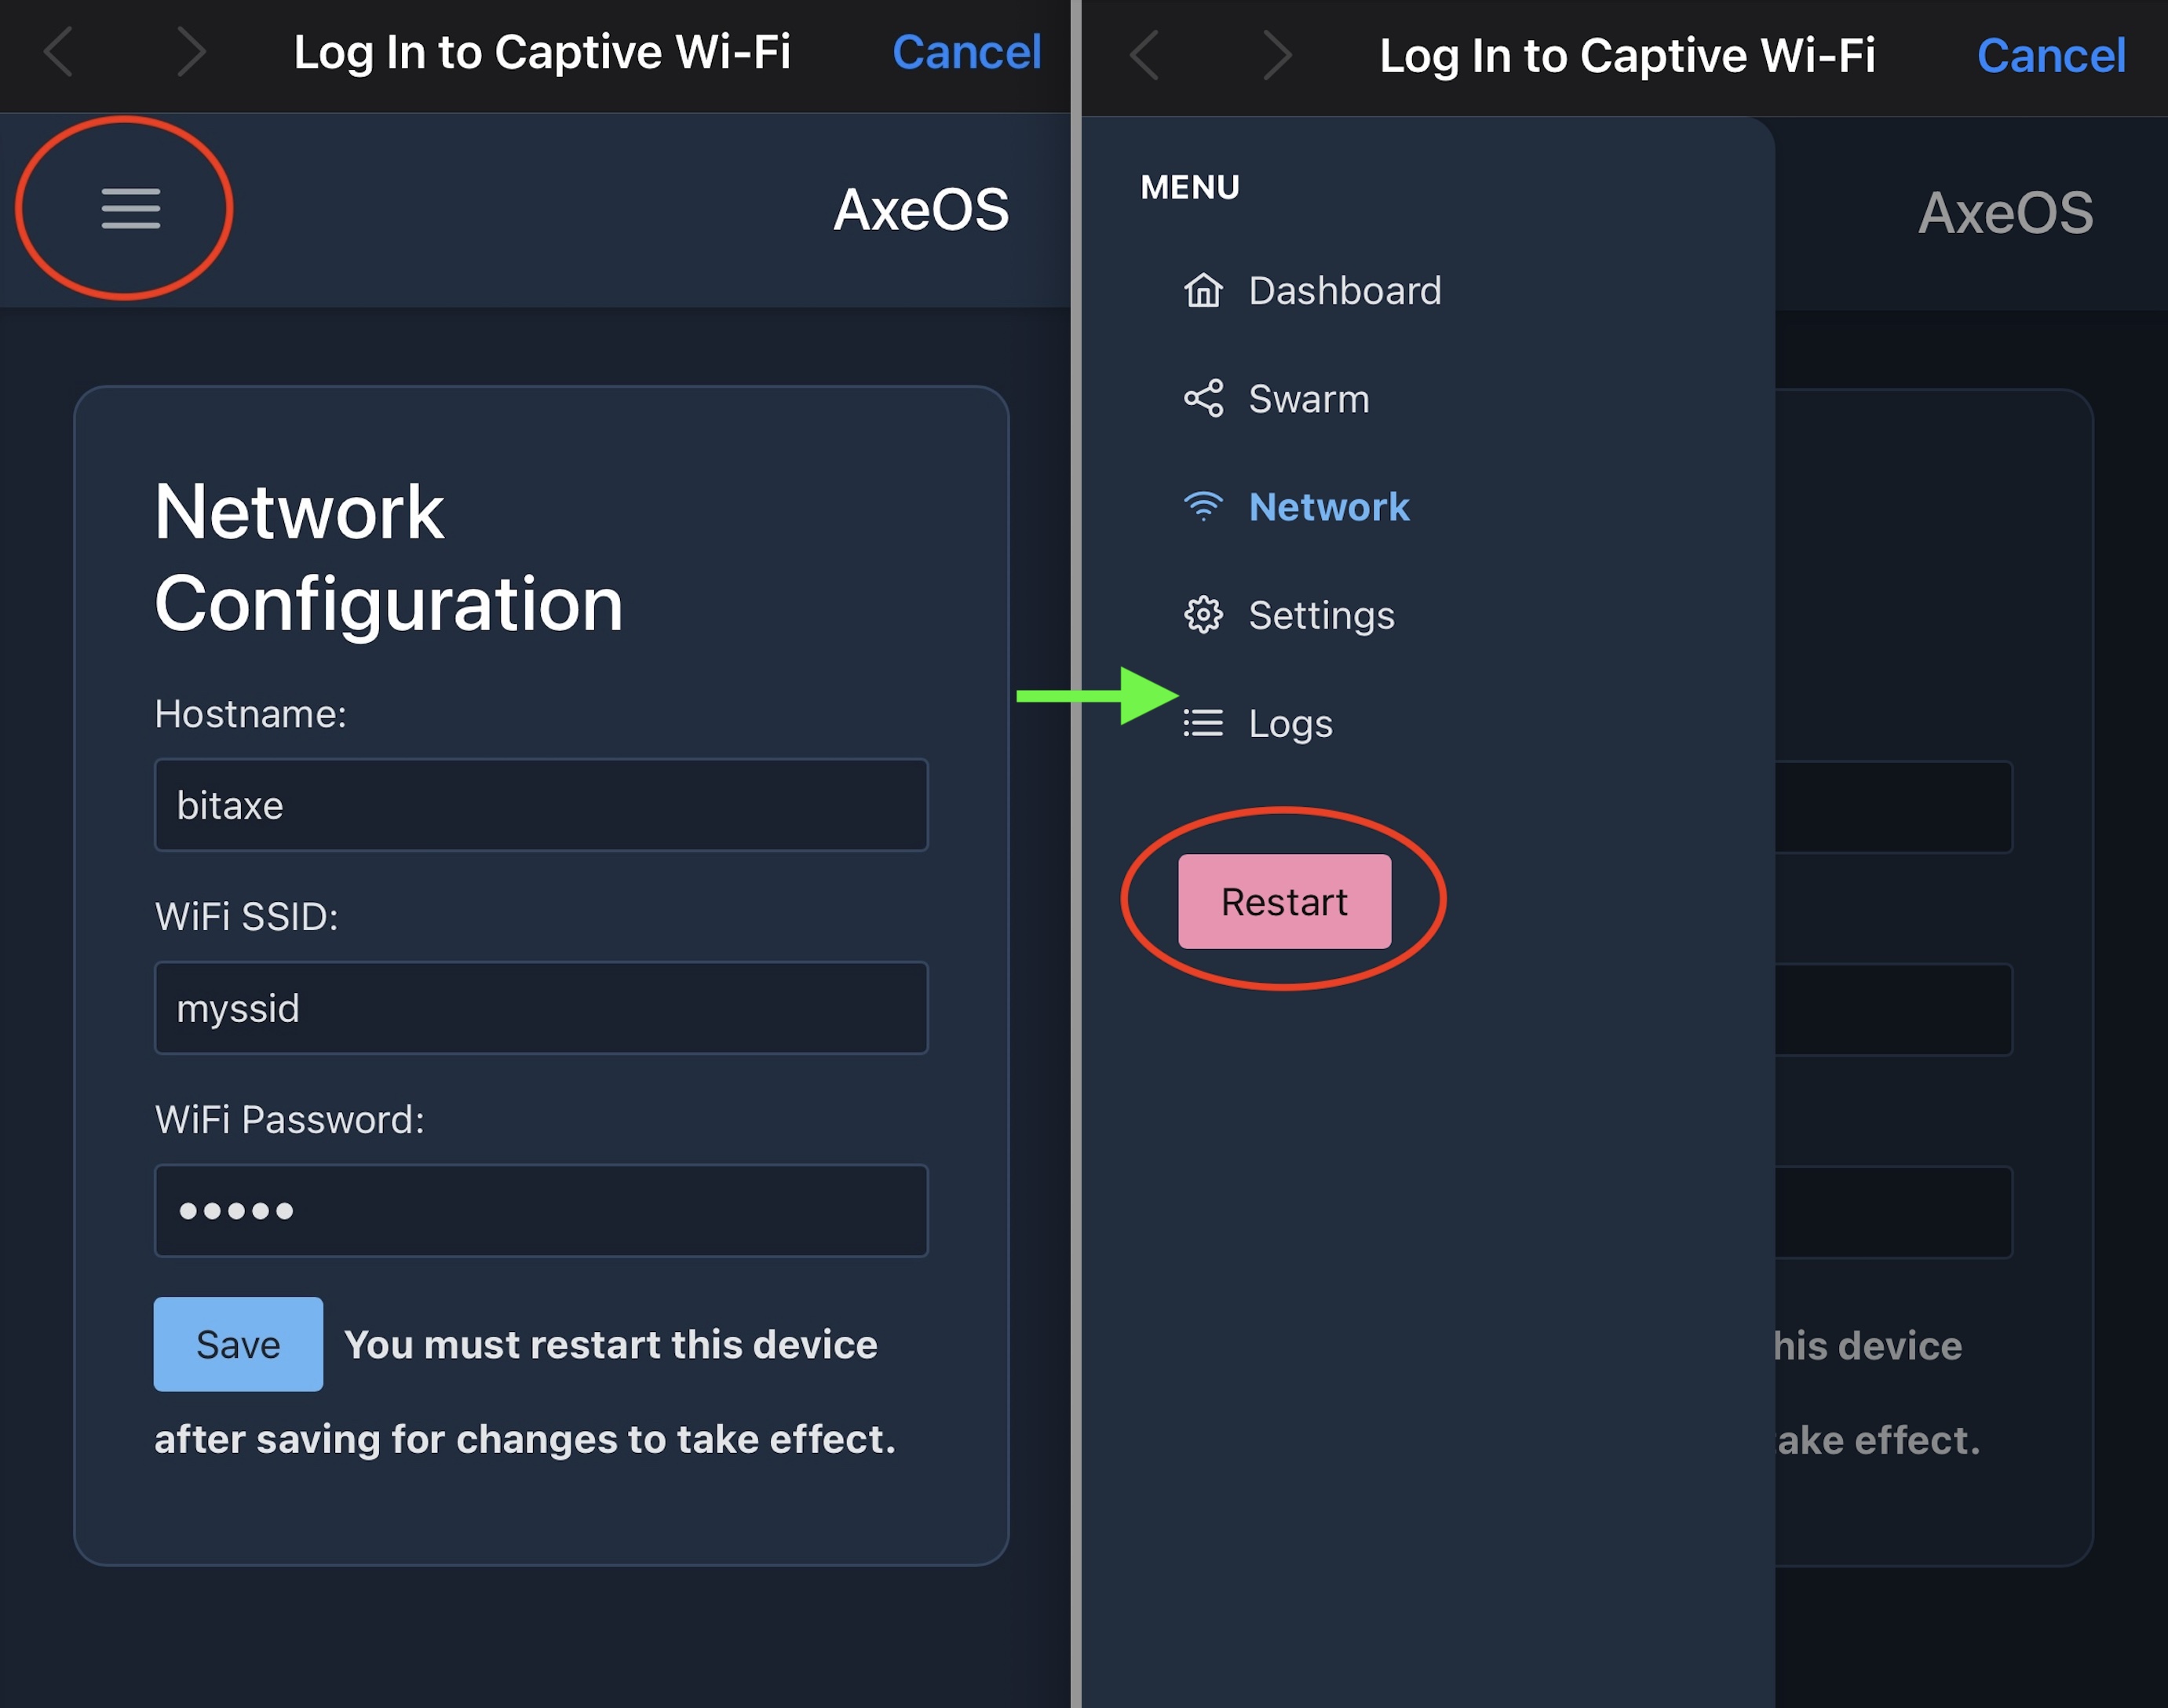 Log In to Captive Wi-Fi
Cancel
AxeOS
Network
Configuration
Hostname:
bitaxe
WiFi SSID:
myssid
WiFi Password:
•••••
Save
You must restart this device
after saving for changes to take effect.
Log In to Captive Wi-Fi
Cancel
MENU
AxeOS
Dashboard
Swarm
Network
Settings
Logs
Restart
his device
ake effect.